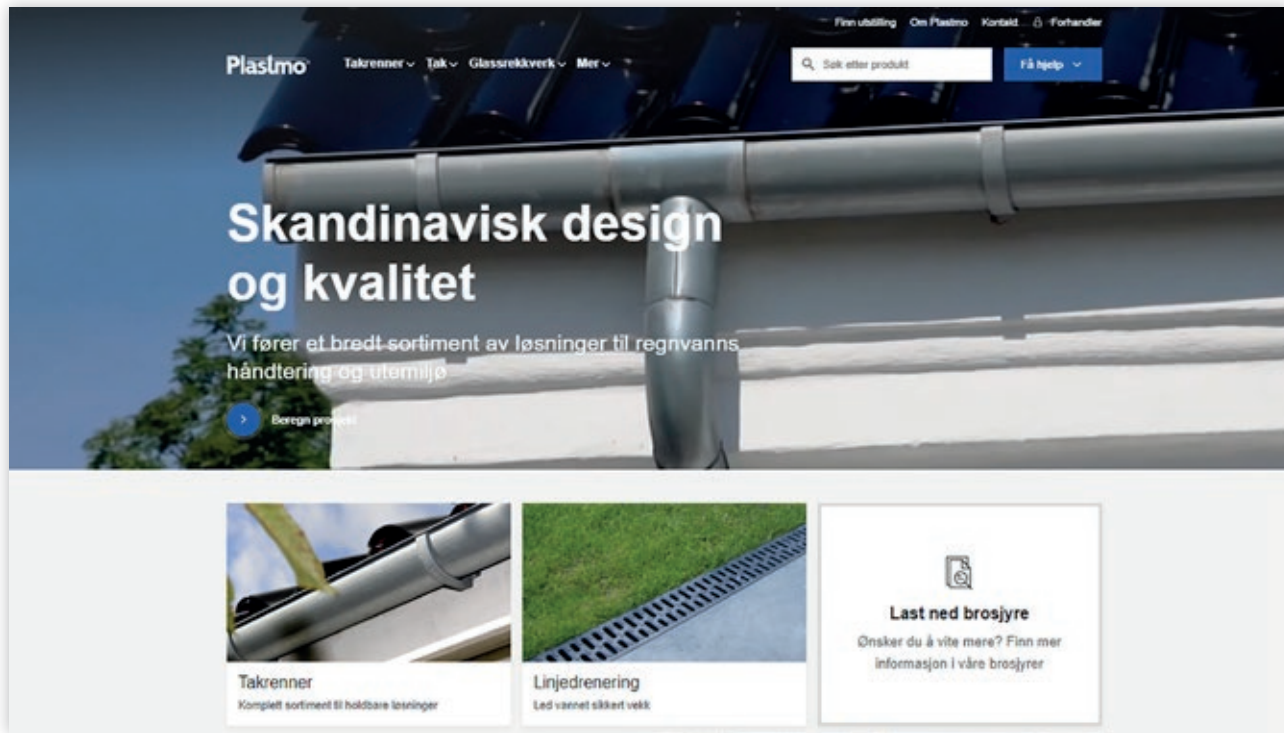 Finn utstilling Om Plastmo Kontakt Forhandler
Plastmo Takrenner Tak Glassrekkverk Mer Søk etter produkt Få hjelp
Skandinavisk design
og kvalitet
Vi fører et bredt sortiment av løsninger til regnvanns
håndtering og utemiljø
Beregn prosjekt
Takrenner
Komplett sortiment til holdbare løsninger
Linjedrenering
Led vannet sikkert vekk
Last ned brosjyre
Ønsker du å vite mere? Finn mer
informasjon i våre brosjyrer